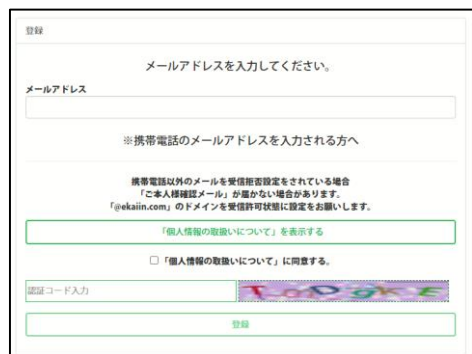 登録
メールアドレスを入力してください。
メールアドレス
※携帯電話のメールアドレスを入力される方へ
携帯電話以外のメールを受信拒否設定をされている場合
「ご本人様確認メール」が届かない場合があります。
「@ekaiin.com」のドメインを受信許可状態に設定をお願いします。
「個人情報の取扱いについて」を表示する
「個人情報の取扱いについて」に同意する。
認証コード入力
登録